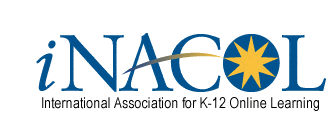 iNACOL
International Association for K-12 Online Learning